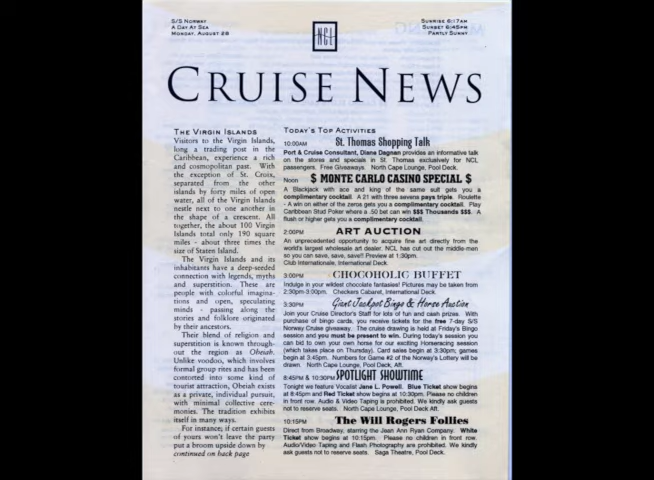 S/S Norway
A Day At Sea
Monday, August 28
NCL
Sunrise 6:17am
Sunset 6:45pm
Partly Sunny
Cruise News
The Virgin Islands
Visitors to the Virgin Islands,
long a trading post in the
Caribbean, experience a rich
and cosmopolitan past. With
the exception of St. Croix,
separated from the other
islands by forty miles of open
water, all of the Virgin Islands
nestle next to one another in
the shape of a crescent. All
together, the about 100 Virgin
Islands total only 190 square
miles - about three times the
size of Staten Island.
The Virgin Islands and its
inhabitants have a deep-seeded
connection with legends, myths
and superstition. These are
people with colorful imagina-
tions and open, speculating
minds - passing along the
stories and folklore originated
by their ancestors.
Their blend of religion and
superstition is known through-
out the region as Obeiah.
Unlike voodoo, which involves
formal group rites and has been
contorted into some kind of
tourist attraction, Obeiah exists
as a private, individual pursuit,
with minimal collective cere-
monies. The tradition exhibits
itself in many ways.
For instance; if certain guests
of yours won't leave the party
put a broom upside down by
continued on back page
Today's Top Activities
10:00AM St. Thomas Shopping Talk
Port & Cruise Consultant, Diane Degnan provides an informative talk
on the stores and specials in St. Thomas exclusively for NCL
passengers. Free Giveaways. North Cape Lounge, Pool Deck.
Noon $ MONTE CARLO CASINO SPECIAL $
A Blackjack with ace and king of the same suit gets you a
complimentary cocktail. A 21 with three sevens pays triple. Roulette
- A win on either of the zeros gets you a complimentary cocktail. Play
Caribbean Stud Poker where a .50 bet can win $$$ Thousands $$$. A
flush or higher gets you a complimentary cocktail.
2:00PM ART AUCTION
An unprecedented opportunity to acquire fine art directly from the
world's largest wholesale art dealer. NCL has cut out the middle-men
so you can save, save, save!! Preview at 1:30pm.
Club Internationale, International Deck.
3:00PM CHOCOHOLIC BUFFET
Indulge in your wildest chocolate fantasies! Pictures may be taken from
2:30pm-3:00pm. Checkers Cabaret, International Deck.
3:30PM Giant Jackpot Bingo & Horse Auction
Join your Cruise Director's Staff for lots of fun and cash prizes. With
purchase of bingo cards, you receive tickets for the free 7-day S/S
Norway Cruise giveaway. The cruise drawing is held at Friday's Bingo
session and you must be present to win. During today's session you
can bid to own your own horse for our exciting Horseracing session
(which takes place on Thursday). Card sales begin at 3:30pm; games
begin at 3:45pm. Numbers for Game #2 of the Norway's Lottery will be
drawn. North Cape Lounge, Pool Deck, Aft.
8:45PM & 10:30PM SPOTLIGHT SHOWTIME
Tonight we feature Vocalist Jane L. Powell. Blue Ticket show begins
at 8:45pm and Red Ticket show begins at 10:30pm. Please no children
in front row. Audio & Video Taping is prohibited. We kindly ask guests
not to reserve seats. North Cape Lounge, Pool Deck Aft.
10:15PM The Will Rogers Follies
Direct from Broadway, starring the Jean Ann Ryan Company. White
Ticket show begins at 10:15pm. Please no children in front row.
Audio/Video Taping and Flash Photography are prohibited. We kindly
ask guests not to reserve seats. Saga Theatre, Pool Deck.